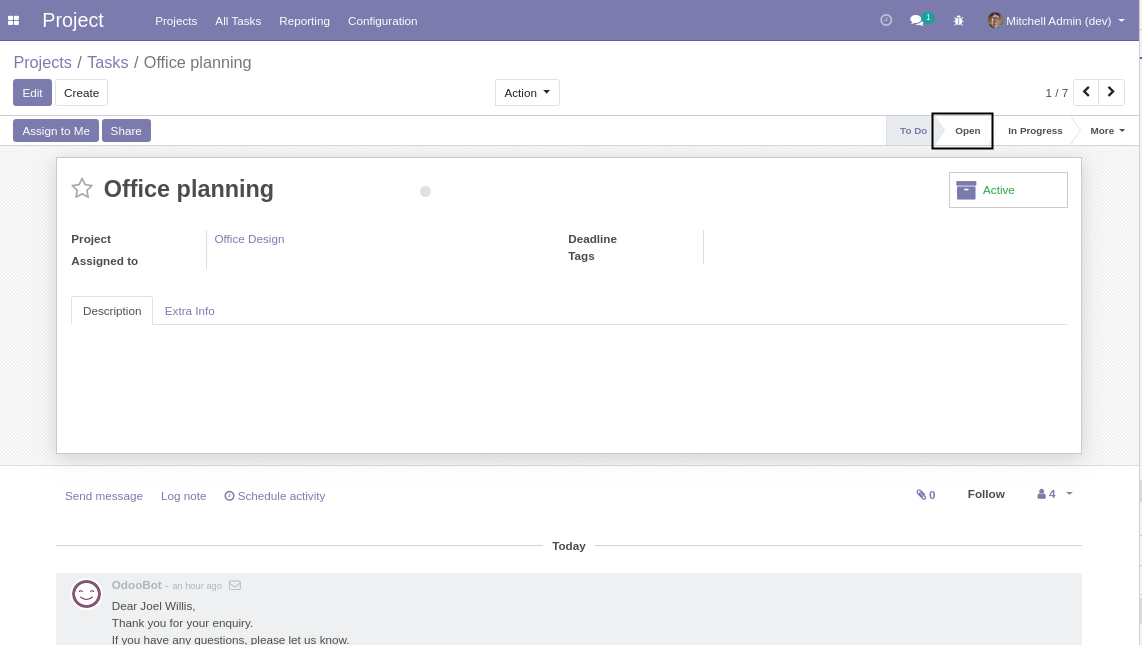 Project Projects All Tasks Reporting Configuration 1 Mitchell Admin (dev)
Projects / Tasks / Office planning
Edit Create Action 1 / 7
Assign to Me Share To Do Open In Progress More
Office planning Active
Project Office Design Deadline
Tags
Assigned to
Description Extra Info
Send message Log note Schedule activity 0 Follow 4
Today
OdooBot - an hour ago
Dear Joel Willis,
Thank you for your enquiry.
If you have any questions, please let us know.